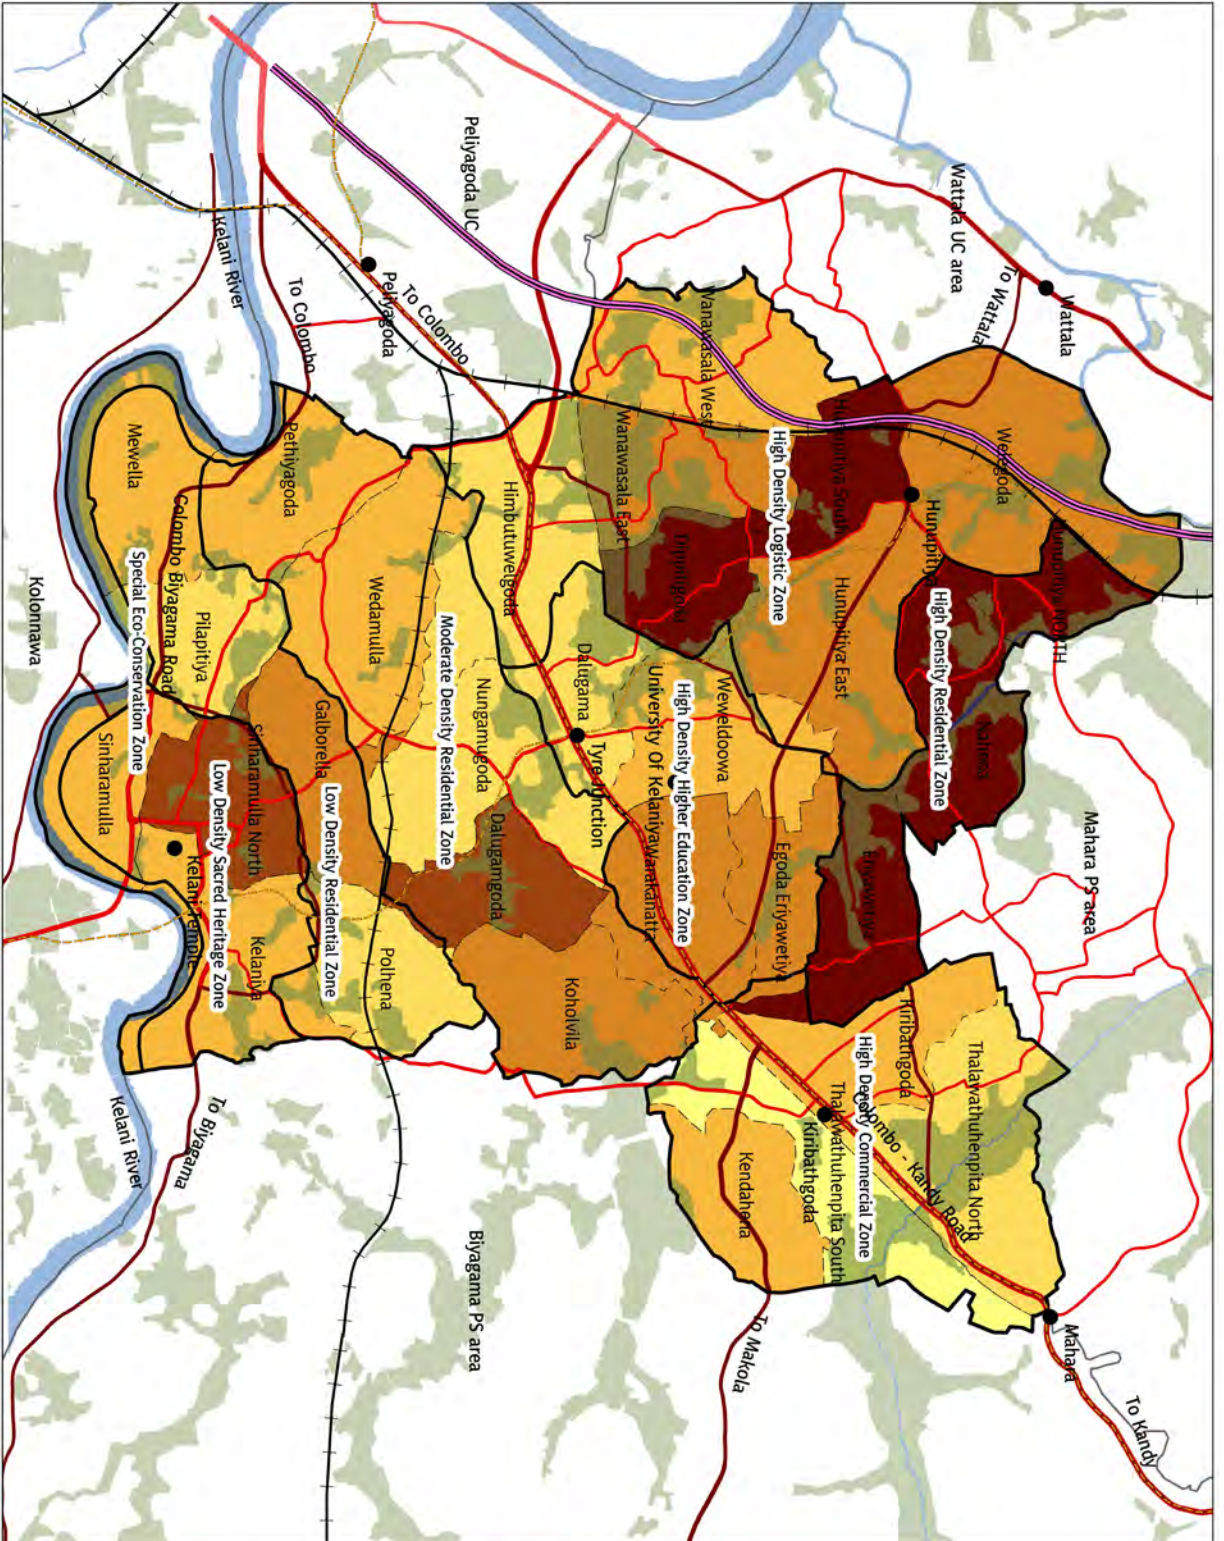 Wattala
Wattala UC area
To Wattala
Peliyagoda UC
Peliyagoda
To Colombo
To Colombo
Kelani River
Welegoda
Hunupitiya NORTH
Hunupitiya
Hunupitiya South
Wanawasala West
Wanawasala East
High Density Logistic Zone
Hunupitiya East
High Density Residential Zone
Kahnoa
Mahara PS area
Himbutuwelgoda
Dippitigoda
Pethiyagoda
Mewella
Colombo Biyagama Road
Special Eco-Conservation Zone
Kolonnawa
Pilapitiya
Wedamulla
Moderate Density Residential Zone
Nungamugoda
Dalugama
Tyre Junction
University Of Kelaniya
Weweldoowa
High Density Higher Education Zone
Warakanatta
Egoda Eriyawetiya
Eriyawetiya
Galborella
Low Density Residential Zone
Sinharamulla North
Low Density Sacred Heritage Zone
Sinharamulla
Kelani Temple
Kelaniya
Polhena
Dalugamgoda
Koholvila
Kiribathgoda
Thalawathuhenpita North
High Density Commercial Zone
Colombo - Kandy Road
Thalawathuhenpita South
Kiribathgoda
Kendahena
Mahara
To Kandy
To Makola
Biyagama PS area
To Biyagama
Kelani River